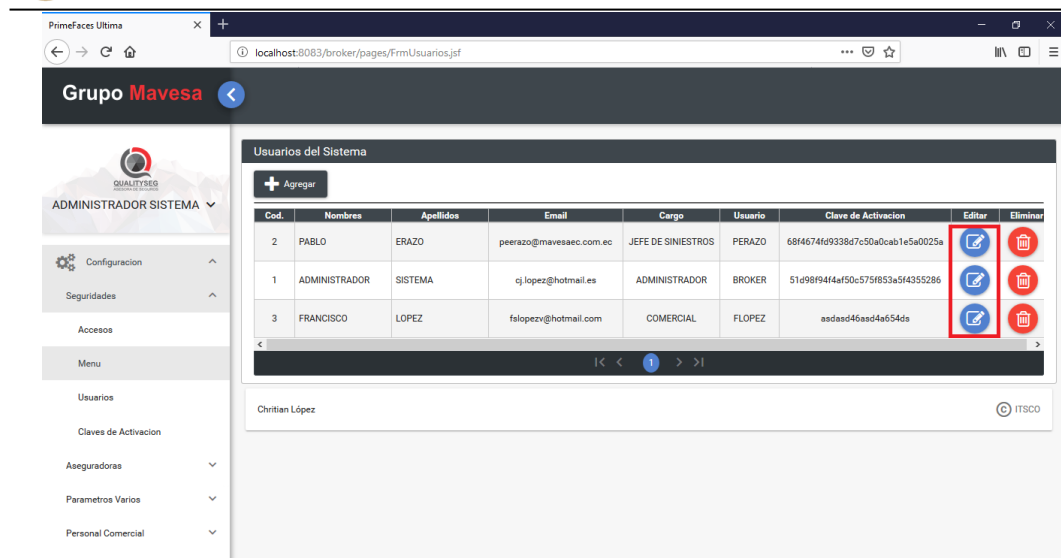 PrimeFaces Ultima
localhost:8083/broker/pages/FrmUsuarios.jsf
Grupo Mavesa
QUALITYSEG
ADMINISTRADOR SISTEMA
Configuracion
Seguridades
Accesos
Menu
Usuarios
Claves de Activacion
Aseguradoras
Parametros Varios
Personal Comercial
Usuarios del Sistema
Agregar
Cod. Nombres Apellidos Email Cargo Usuario Clave de Activacion Editar Eliminar
2 PABLO ERAZO peerazo@mavesaec.com.ec JEFE DE SINIESTROS PERAZO 68f4674fd9338d7c50a0cab1e5a0025a
1 ADMINISTRADOR SISTEMA cj.lopez@hotmail.es ADMINISTRADOR BROKER 51d98f94f4af50c575f853a5f4355286
3 FRANCISCO LOPEZ fslopezv@hotmail.com COMERCIAL FLOPEZ asdasd46asd4a654ds
1
Chritian López
© ITSCO